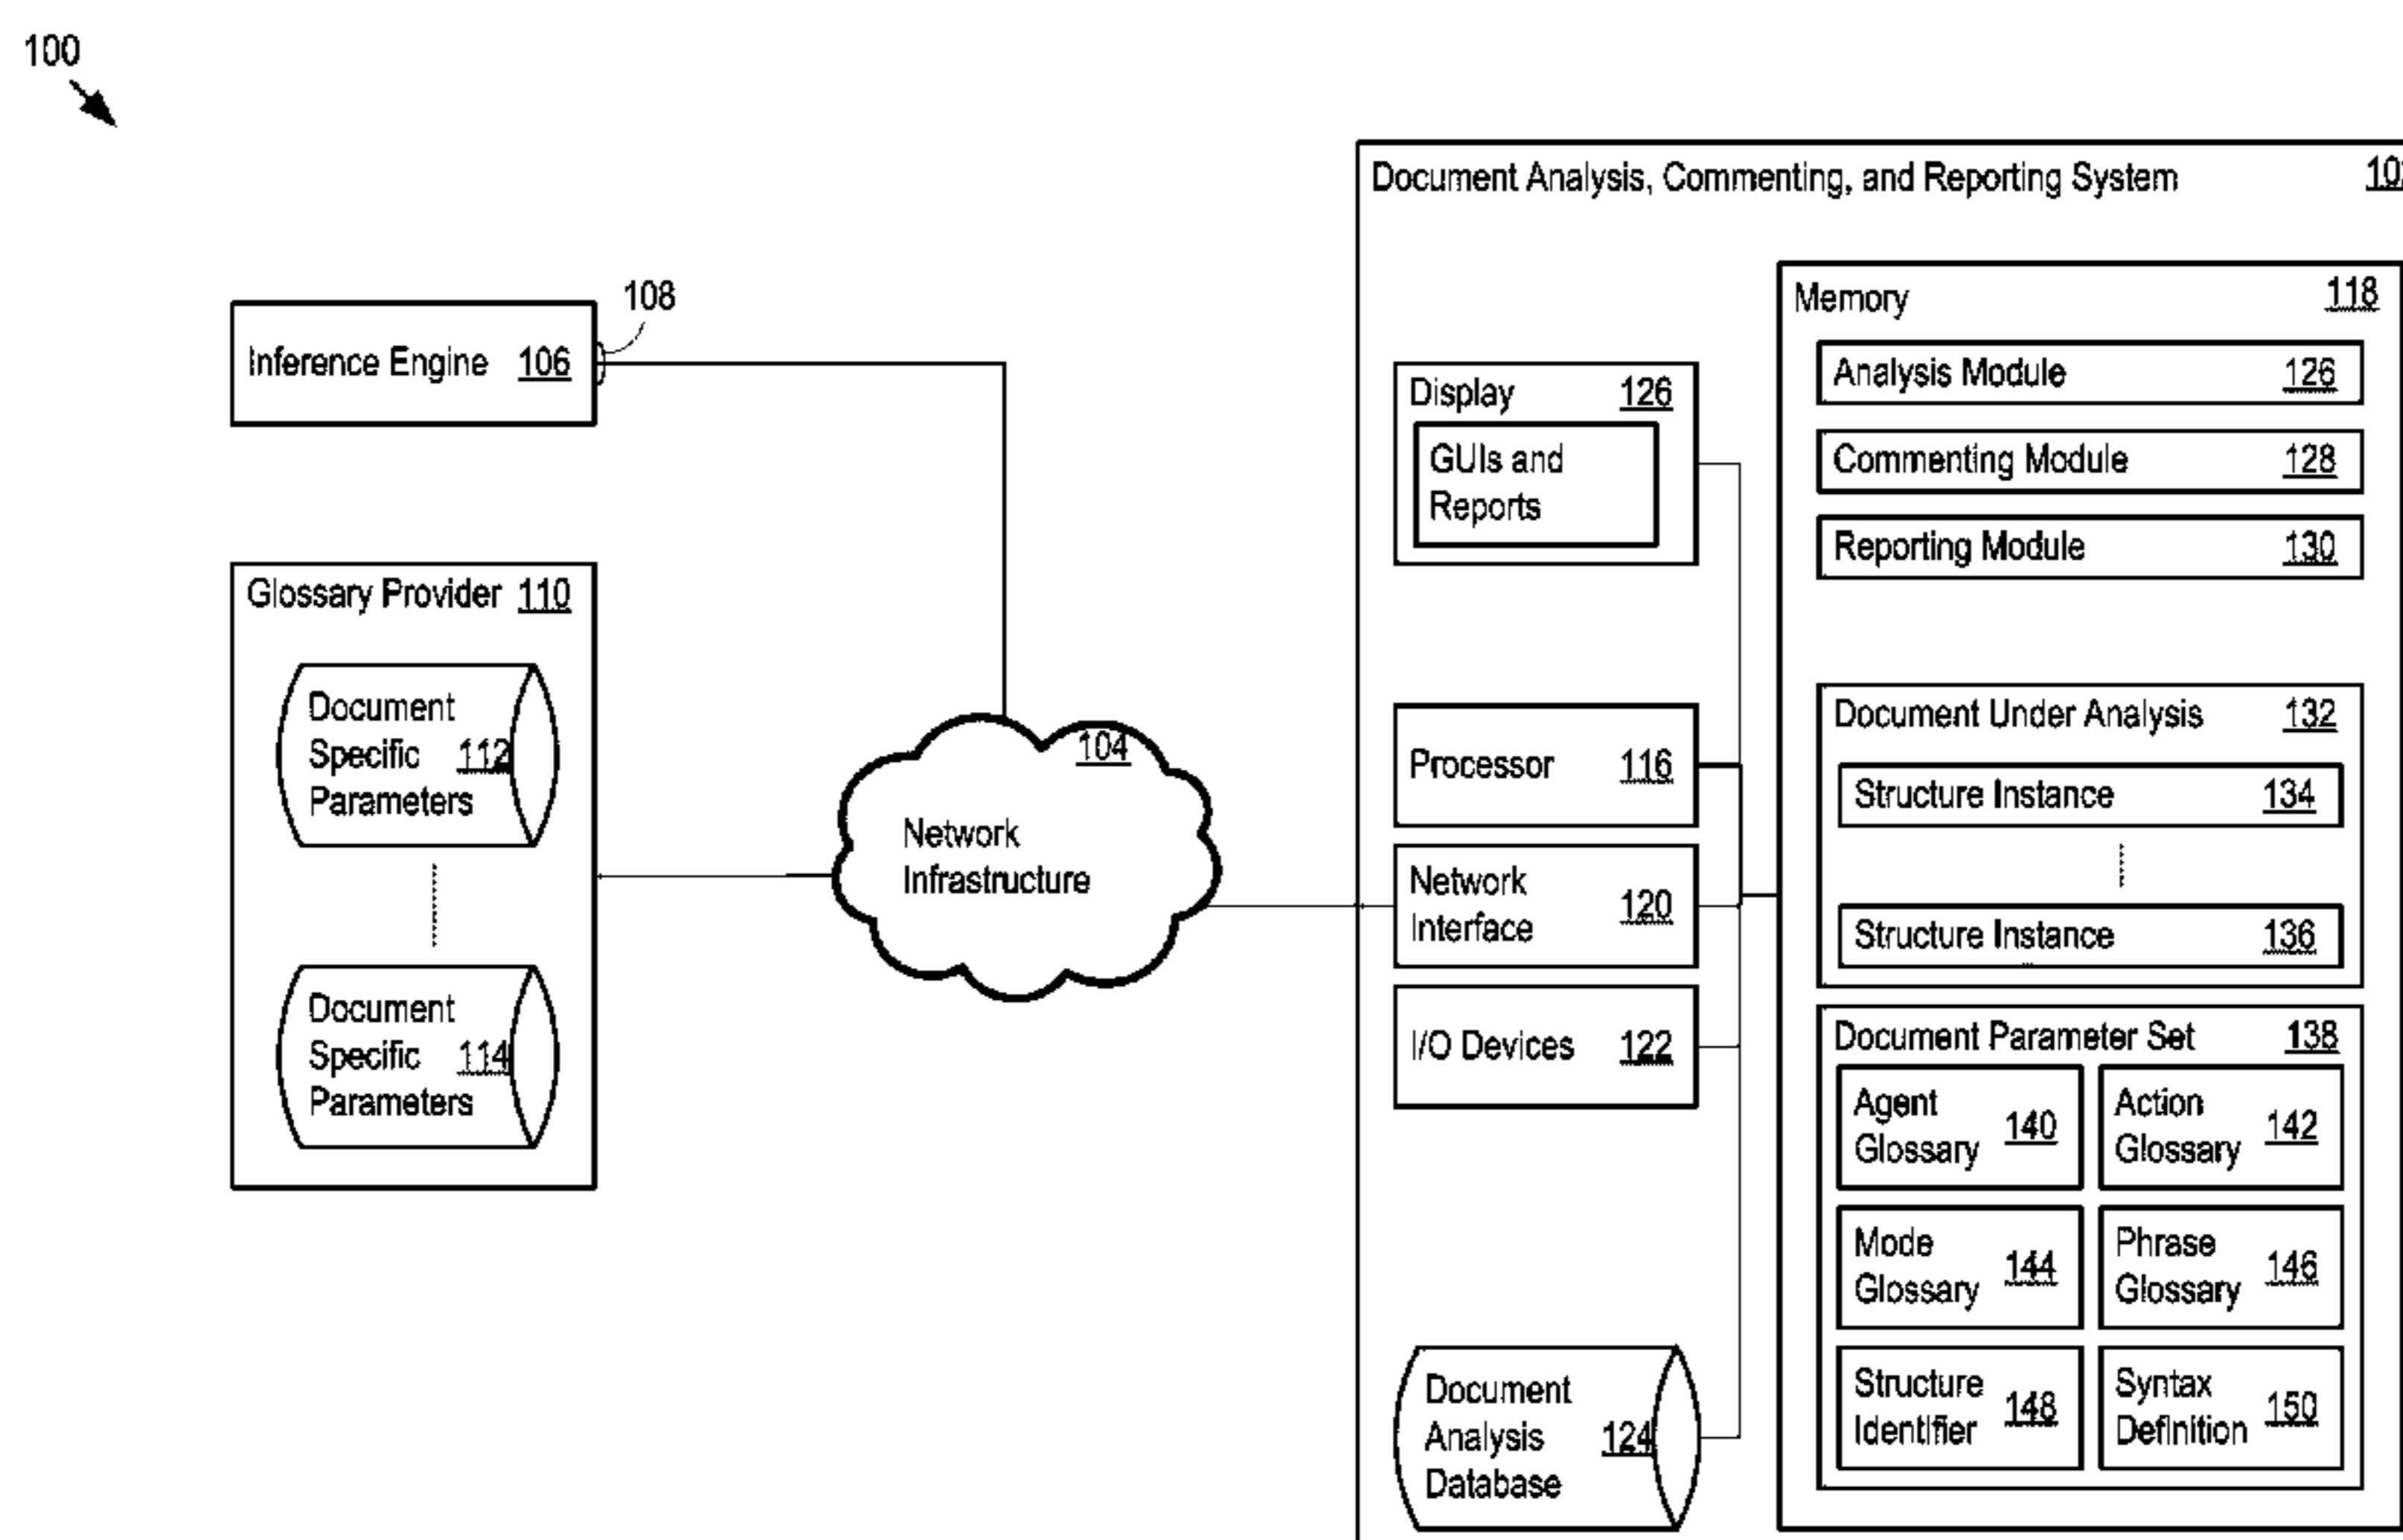 100
Document Analysis, Commenting, and Reporting System
Inference Engine 106
108
Glossary Provider 110
Document
Specific 112
Parameters
Document
Specific 114
Parameters
104
Network
Infrastructure
Display 126
GUIs and
Reports
Processor 116
Network
Interface 120
I/O Devices 122
Document
Analysis 124
Database
Memory 118
Analysis Module 126
Commenting Module 128
Reporting Module 130
Document Under Analysis 132
Structure Instance 134
Structure Instance 136
Document Parameter Set 138
Agent
Glossary 140
Action
Glossary 142
Mode
Glossary 144
Phrase
Glossary 146
Structure
Identifier 148
Syntax
Definition 150